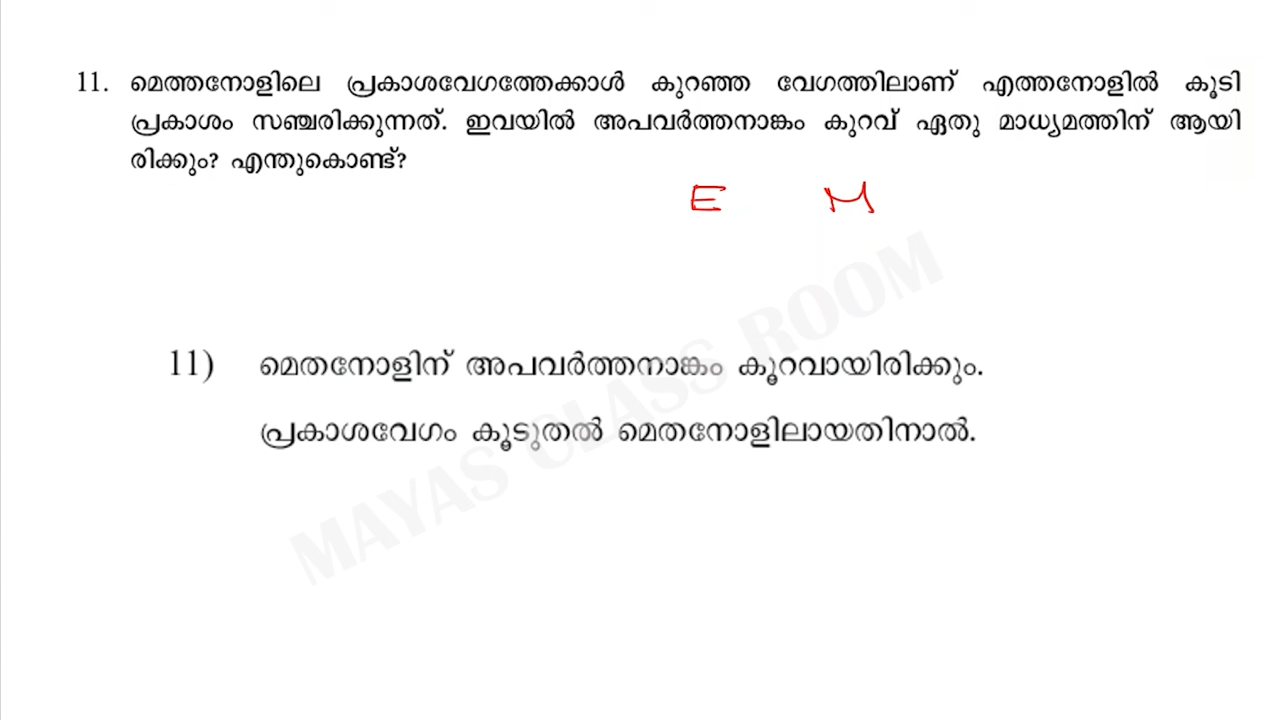 11. മെത്തനോളിലെ പ്രകാശവേഗത്തേക്കാൾ കുറഞ്ഞ വേഗത്തിലാണ് എത്തനോളിൽ കൂടി
പ്രകാശം സഞ്ചരിക്കുന്നത്. ഇവയിൽ അപവർത്തനാങ്കം കുറവ് ഏതു മാധ്യമത്തിന് ആയി
രിക്കും? എന്തുകൊണ്ട്?
E M
11) മെതനോളിന് അപവർത്തനാങ്കം കൂറവായിരിക്കും.
പ്രകാശവേഗം കൂടുതൽ മെതനോളിലായതിനാൽ.
MAYAS CLASS ROOM